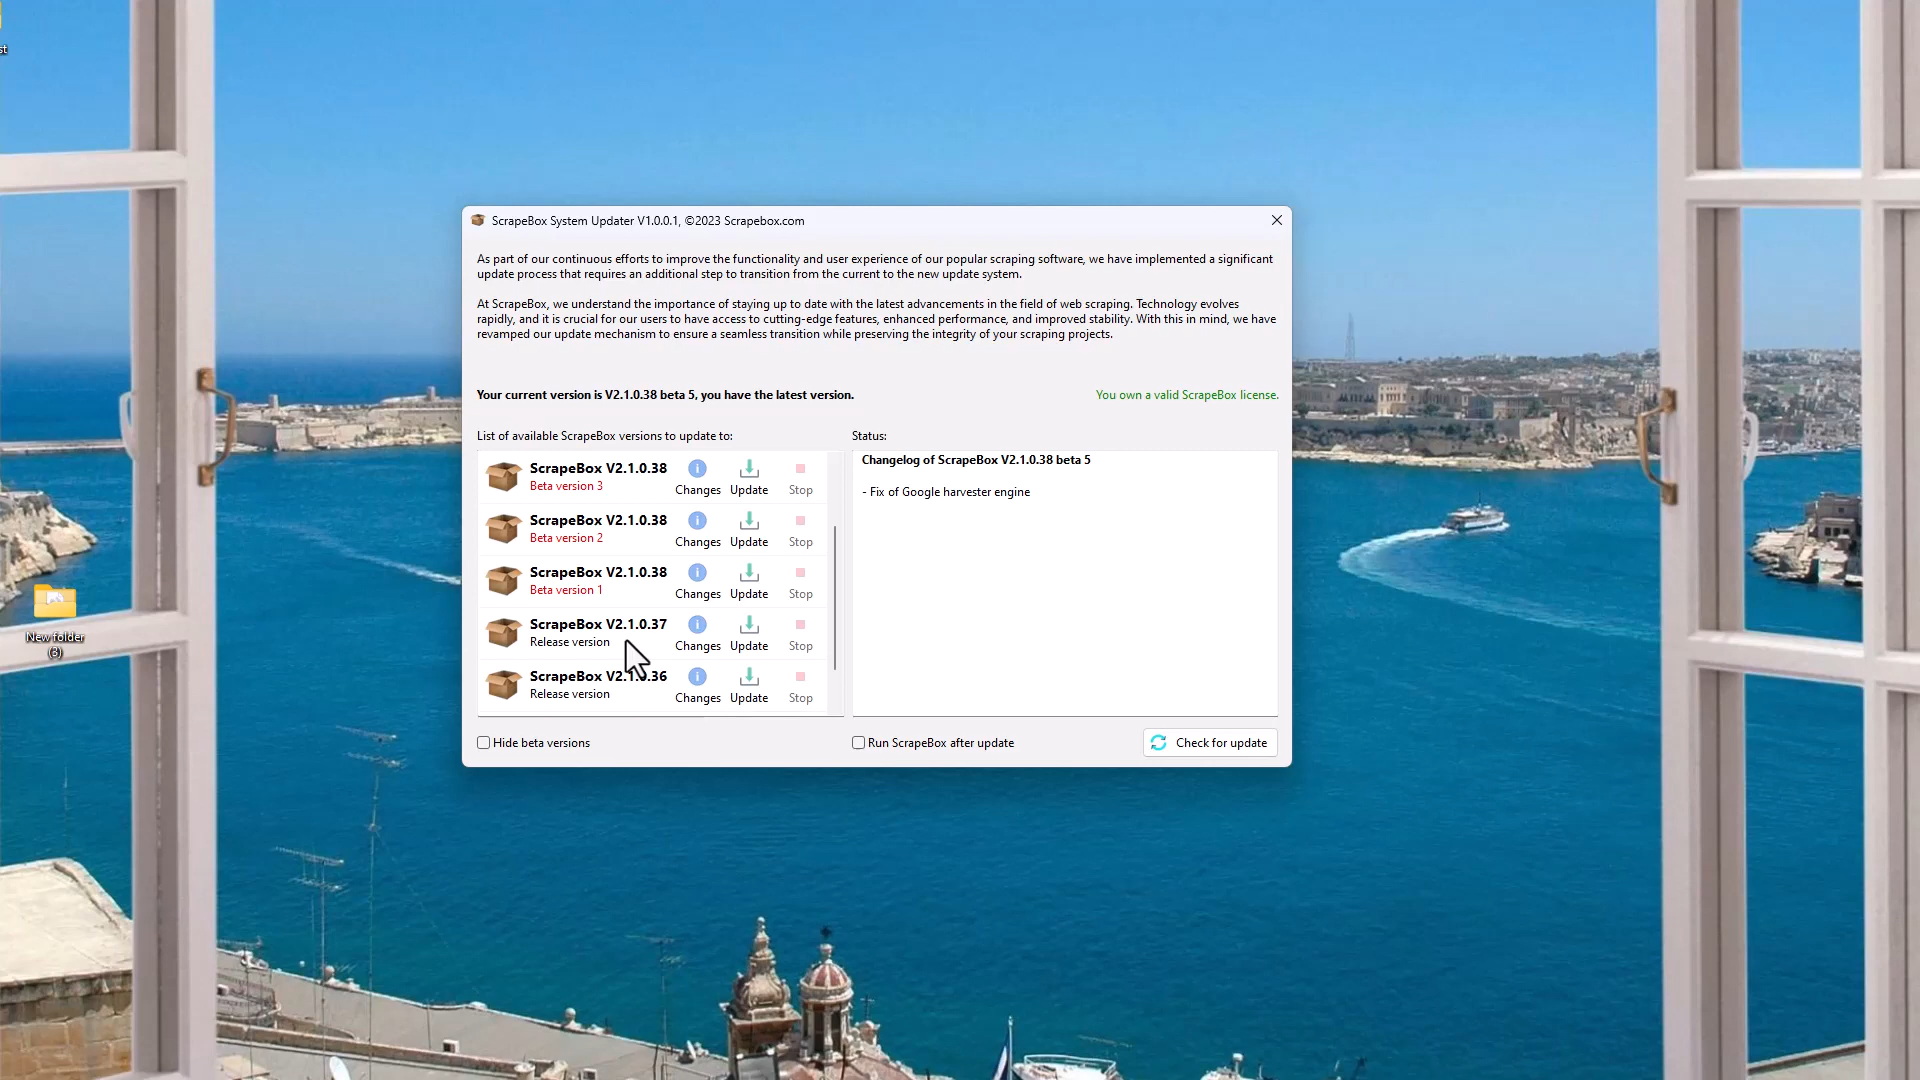 st
ScrapeBox System Updater V1.0.0.1, ©2023 Scrapebox.com
As part of our continuous efforts to improve the functionality and user experience of our popular scraping software, we have implemented a significant
update process that requires an additional step to transition from the current to the new update system.
At ScrapeBox, we understand the importance of staying up to date with the latest advancements in the field of web scraping. Technology evolves
rapidly, and it is crucial for our users to have access to cutting-edge features, enhanced performance, and improved stability. With this in mind, we have
revamped our update mechanism to ensure a seamless transition while preserving the integrity of your scraping projects.
Your current version is V2.1.0.38 beta 5, you have the latest version.
You own a valid ScrapeBox license.
List of available ScrapeBox versions to update to:
ScrapeBox V2.1.0.38
Beta version 3
Changes Update Stop
ScrapeBox V2.1.0.38
Beta version 2
Changes Update Stop
ScrapeBox V2.1.0.38
Beta version 1
Changes Update Stop
ScrapeBox V2.1.0.37
Release version
Changes Update Stop
ScrapeBox V2.1.0.36
Release version
Changes Update Stop
Hide beta versions
Status:
Changelog of ScrapeBox V2.1.0.38 beta 5
- Fix of Google harvester engine
Run ScrapeBox after update
Check for update
New folder
(3)